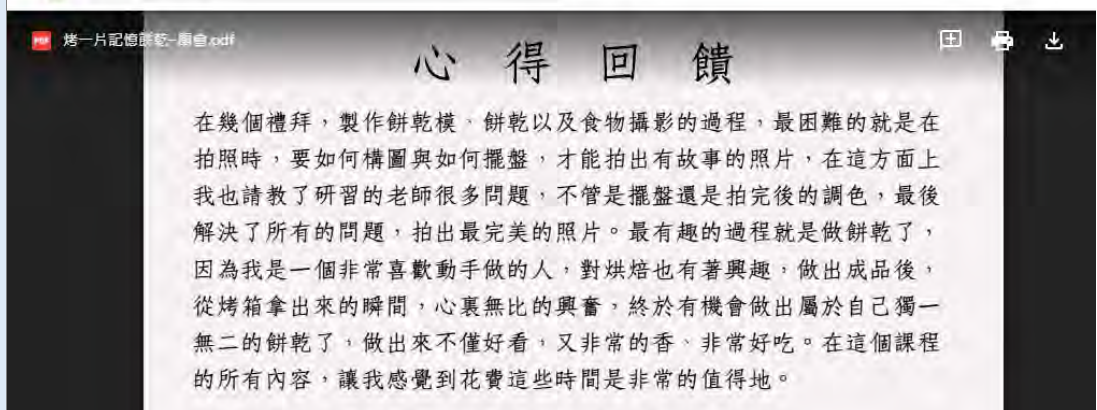 烤一片記憶餅乾-廟會.pdf
心得回饋
在幾個禮拜，製作餅乾模、餅乾以及食物攝影的過程，最困難的就是在
拍照時，要如何構圖與如何擺盤，才能拍出有故事的照片，在這方面上
我也請教了研習的老師很多問題，不管是擺盤還是拍完後的調色，最後
解決了所有的問題，拍出最完美的照片。最有趣的過程就是做餅乾了，
因為我是一個非常喜歡動手做的人，對烘焙也有著興趣，做出成品後，
從烤箱拿出來的瞬間，心裏無比的興奮，終於有機會做出屬於自己獨一
無二的餅乾了，做出來不僅好看，又非常的香、非常好吃。在這個課程
的所有內容，讓我感覺到花費這些時間是非常的值得地。